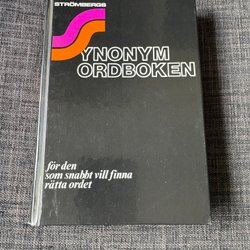 STRÖMBERGS
SYNONYM
ORDBOKEN
för den
som snabbt vill finna
rätta ordet